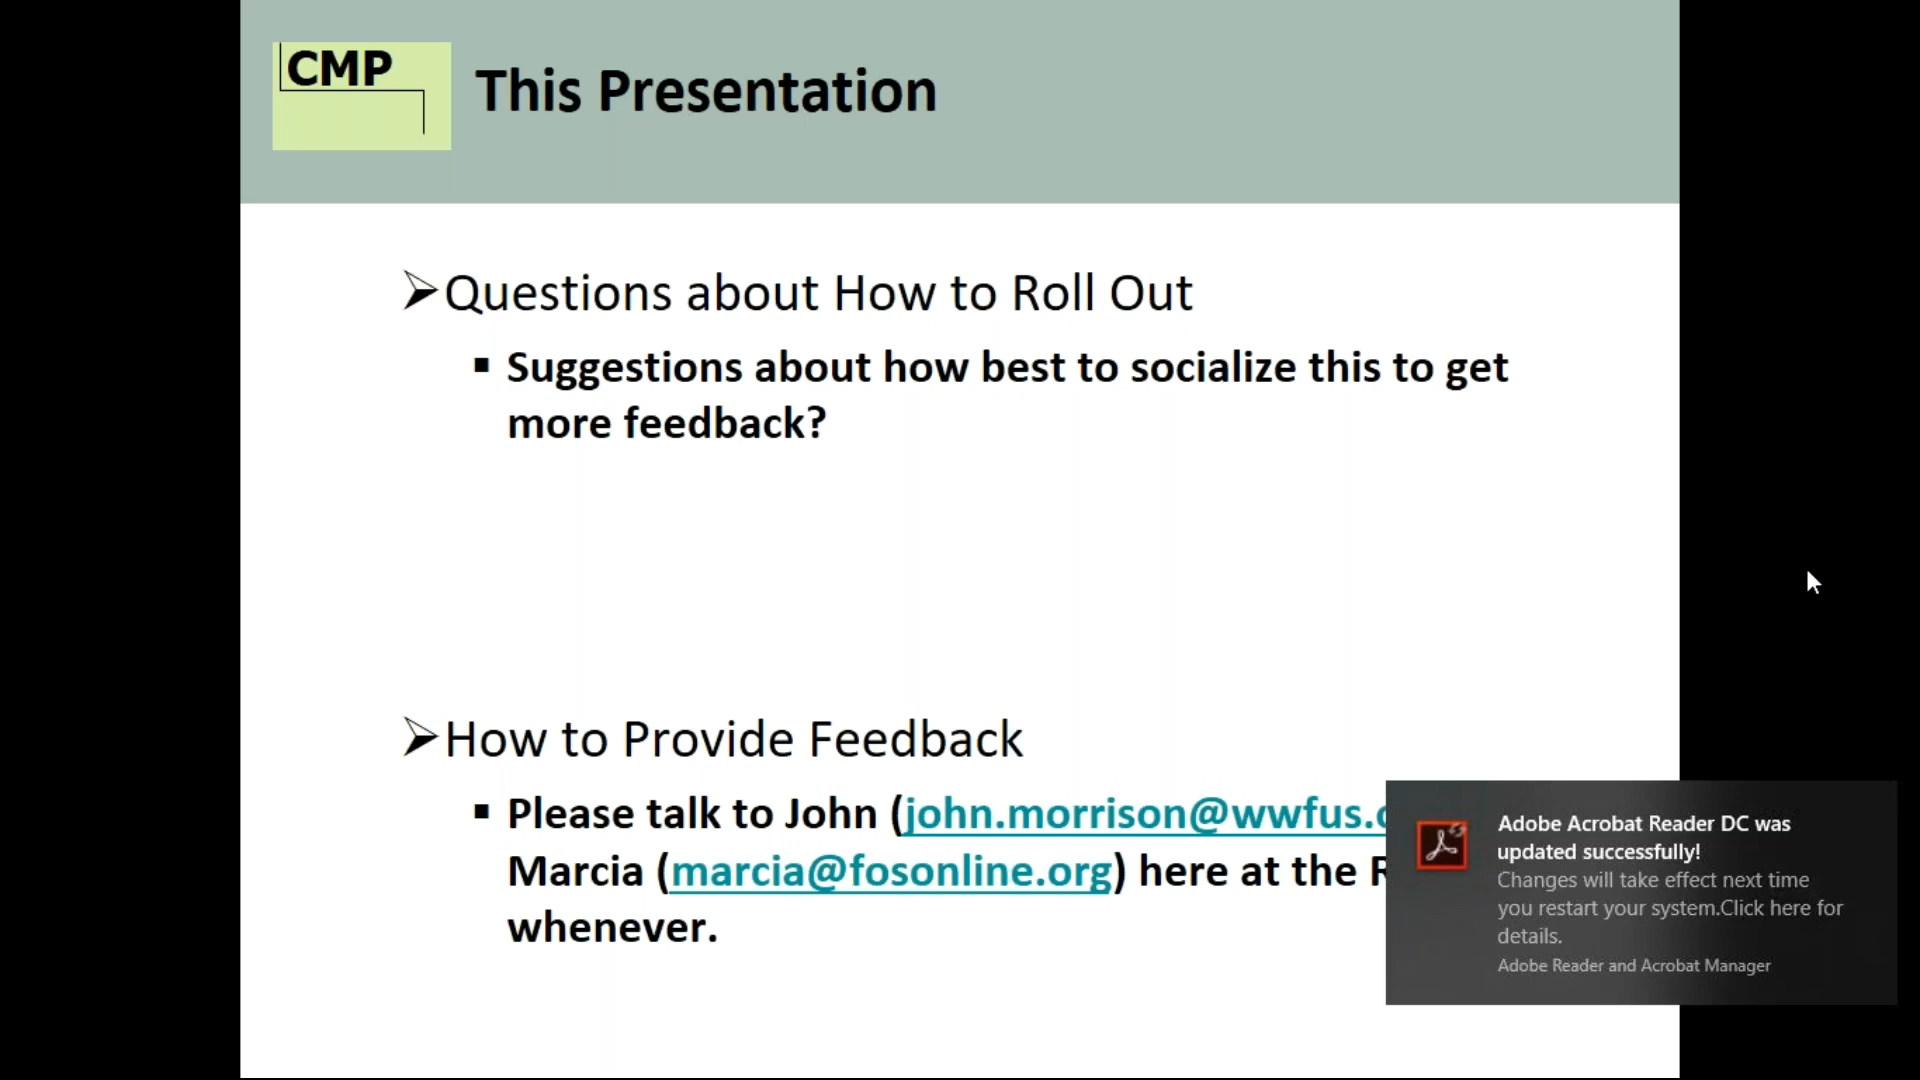 CMP
This Presentation
Questions about How to Roll Out
Suggestions about how best to socialize this to get
more feedback?
How to Provide Feedback
Please talk to John (john.morrison@wwfus.
Marcia (marcia@fosonline.org) here at the
whenever.
Adobe Acrobat Reader DC was
updated successfully!
Changes will take effect next time
you restart your system.Click here for
details.
Adobe Reader and Acrobat Manager